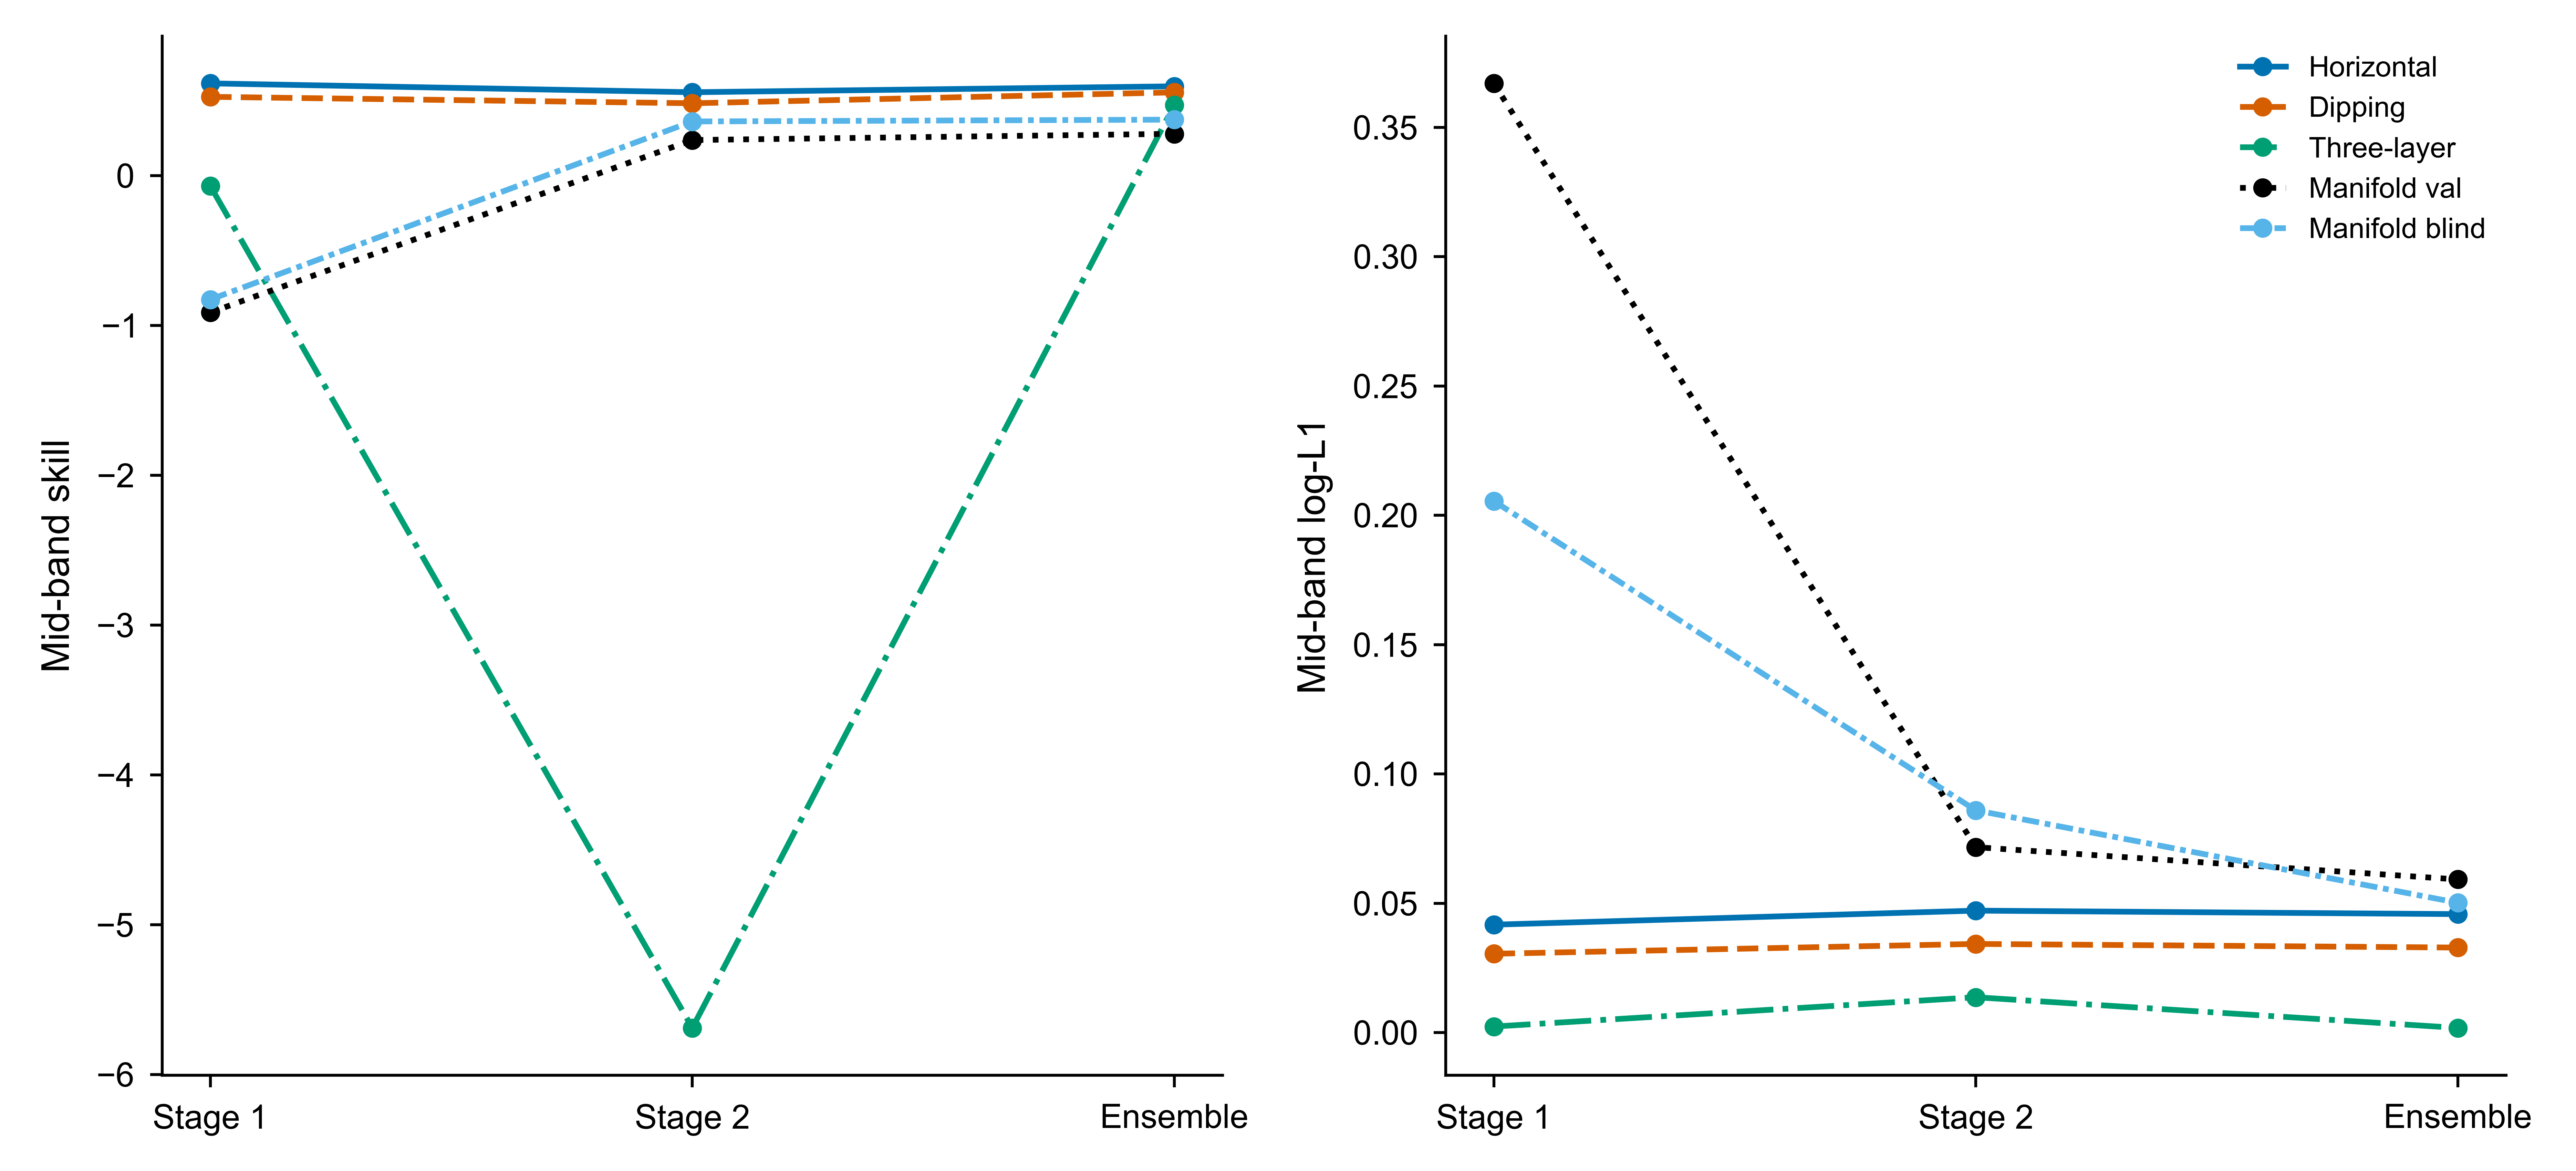 Mid-band skill
0
−1
−2
−3
−4
−5
−6
Stage 1
Stage 2
Ensemble
Mid-band log-L1
0.35
0.30
0.25
0.20
0.15
0.10
0.05
0.00
Stage 1
Stage 2
Ensemble
Horizontal
Dipping
Three-layer
Manifold val
Manifold blind